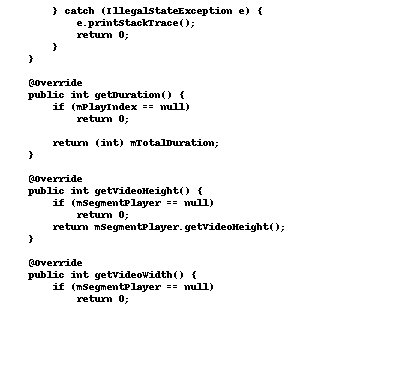 } catch (IllegalStateException e) {
e.printStackTrace();
return 0;
}
}
@Override
public int getDuration() {
if (mPlayIndex == null)
return 0;
return (int) mTotalDuration;
}
@Override
public int getVideoHeight() {
if (mSegmentPlayer == null)
return 0;
return mSegmentPlayer.getVideoHeight();
}
@Override
public int getVideoWidth() {
if (mSegmentPlayer == null)
return 0;